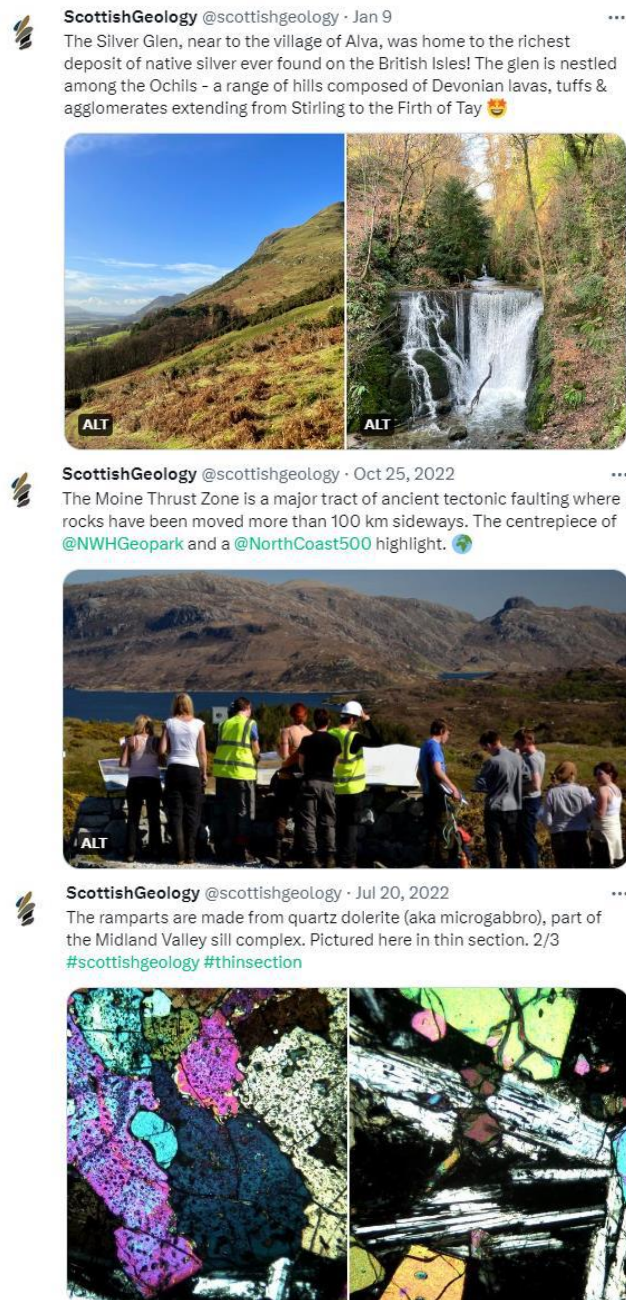 ScottishGeology @scottishgeology · Jan 9
The Silver Glen, near to the village of Alva, was home to the richest
deposit of native silver ever found on the British Isles! The glen is nestled
among the Ochils - a range of hills composed of Devonian lavas, tuffs &
agglomerates extending from Stirling to the Firth of Tay 🤩
ALT
ALT
ScottishGeology @scottishgeology · Oct 25, 2022
The Moine Thrust Zone is a major tract of ancient tectonic faulting where
rocks have been moved more than 100 km sideways. The centrepiece of
@NWHGeopark and a @NorthCoast500 highlight. 🌍
ALT
ScottishGeology @scottishgeology · Jul 20, 2022
The ramparts are made from quartz dolerite (aka microgabbro), part of
the Midland Valley sill complex. Pictured here in thin section. 2/3
#scottishgeology #thinsection